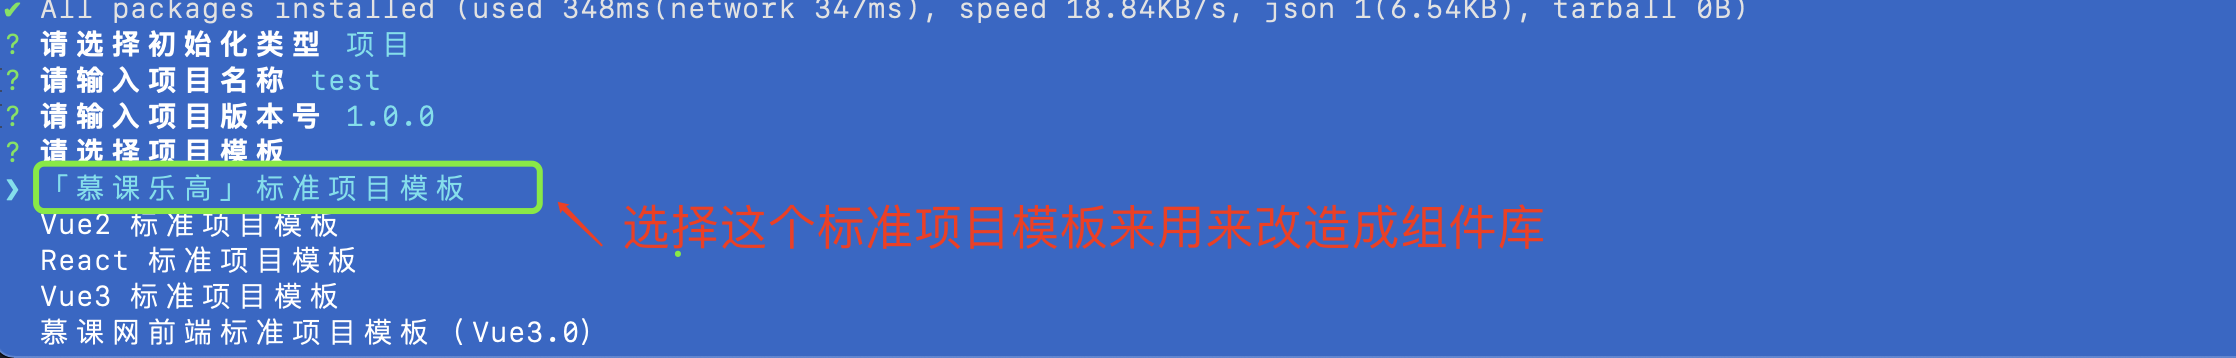 ✔ All packages installed (used 348ms(network 347ms), speed 18.84KB/s, json 1(6.54KB), tarball 0B)
? 请选择初始化类型 项目
? 请输入项目名称 test
? 请输入项目版本号 1.0.0
? 请选择项目模板
❯ 「慕课乐高」标准项目模板
Vue2 标准项目模板
选择这个标准项目模板来用来改造成组件库
React 标准项目模板
Vue3 标准项目模板
慕课网前端标准项目模板（Vue3.0）